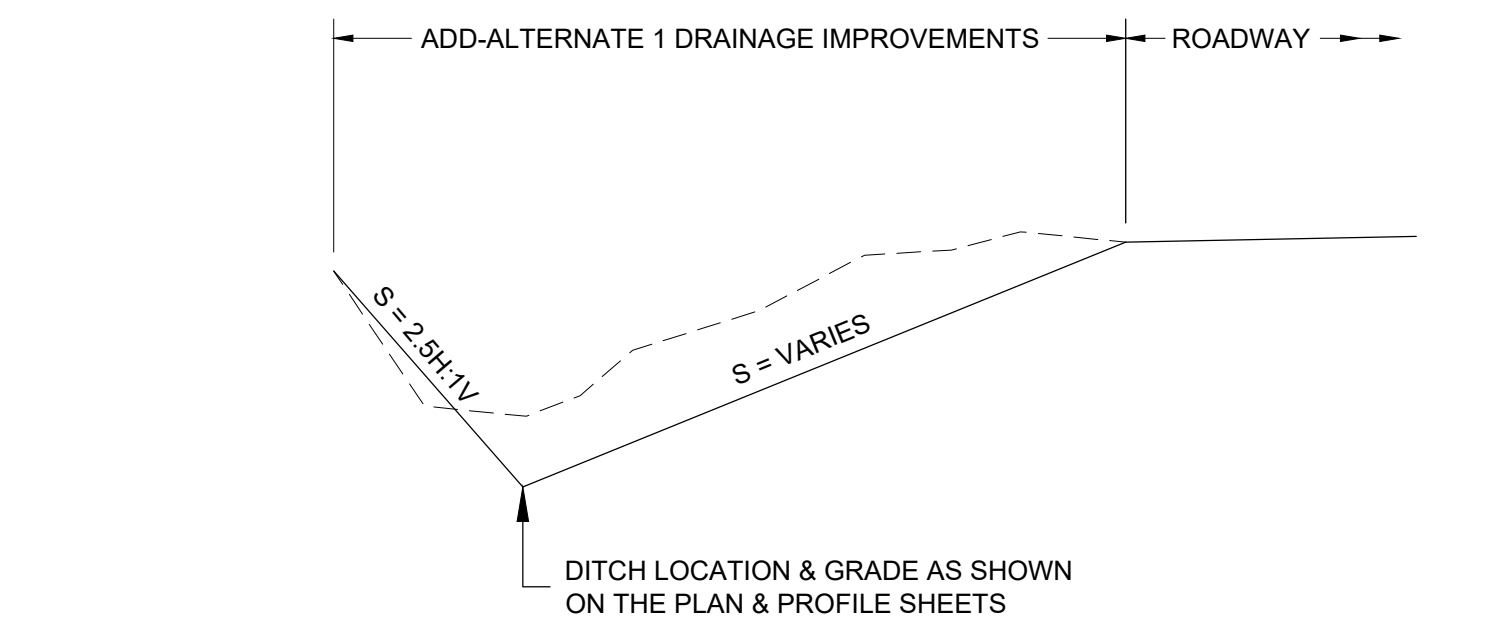 ADD-ALTERNATE 1 DRAINAGE IMPROVEMENTS
ROADWAY
S = 2.5H:1V
S = VARIES
DITCH LOCATION & GRADE AS SHOWN
ON THE PLAN & PROFILE SHEETS